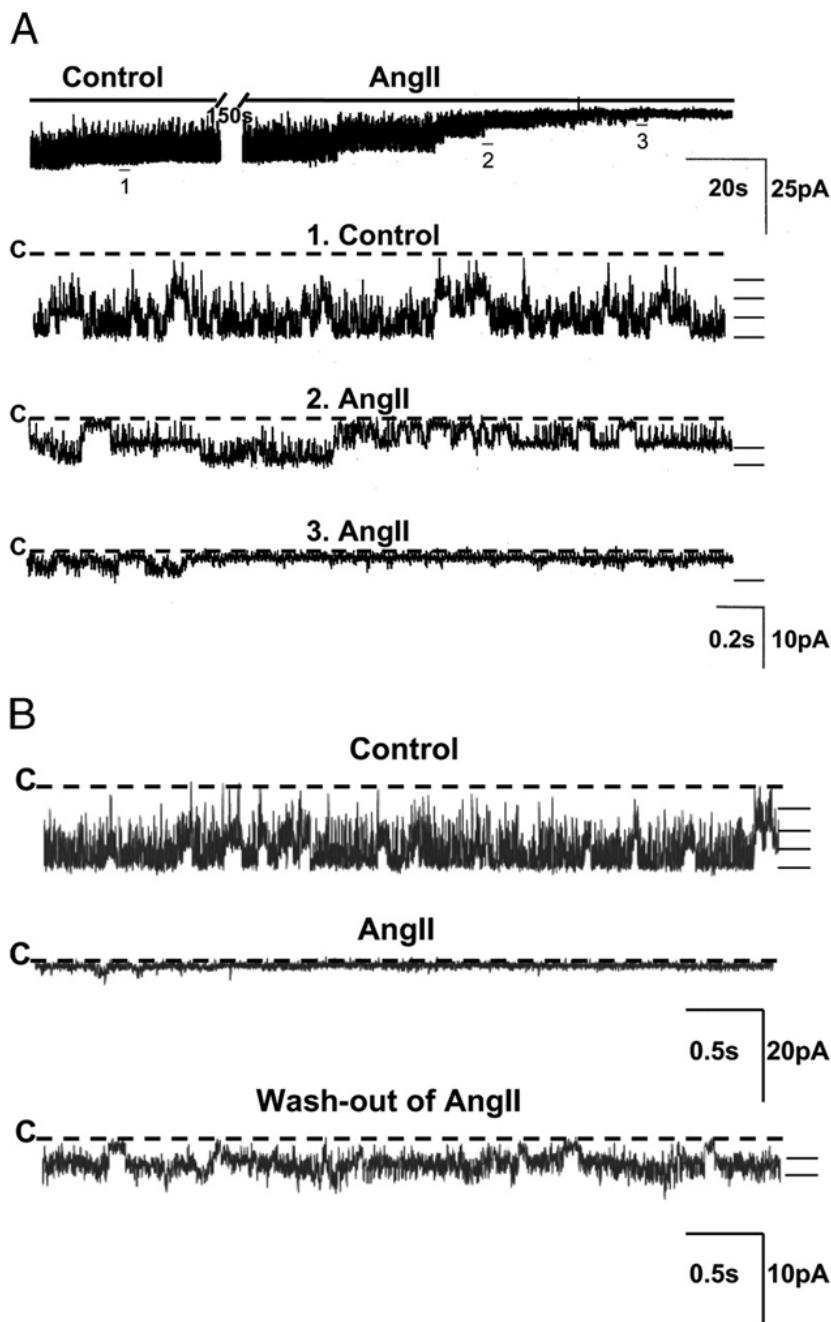 A
Control AngII
150s
1 2 3
20s 25pA
1. Control
C
2. AngII
C
3. AngII
C
0.2s 10pA
B
Control
C
AngII
C
0.5s 20pA
Wash-out of AngII
C
0.5s 10pA